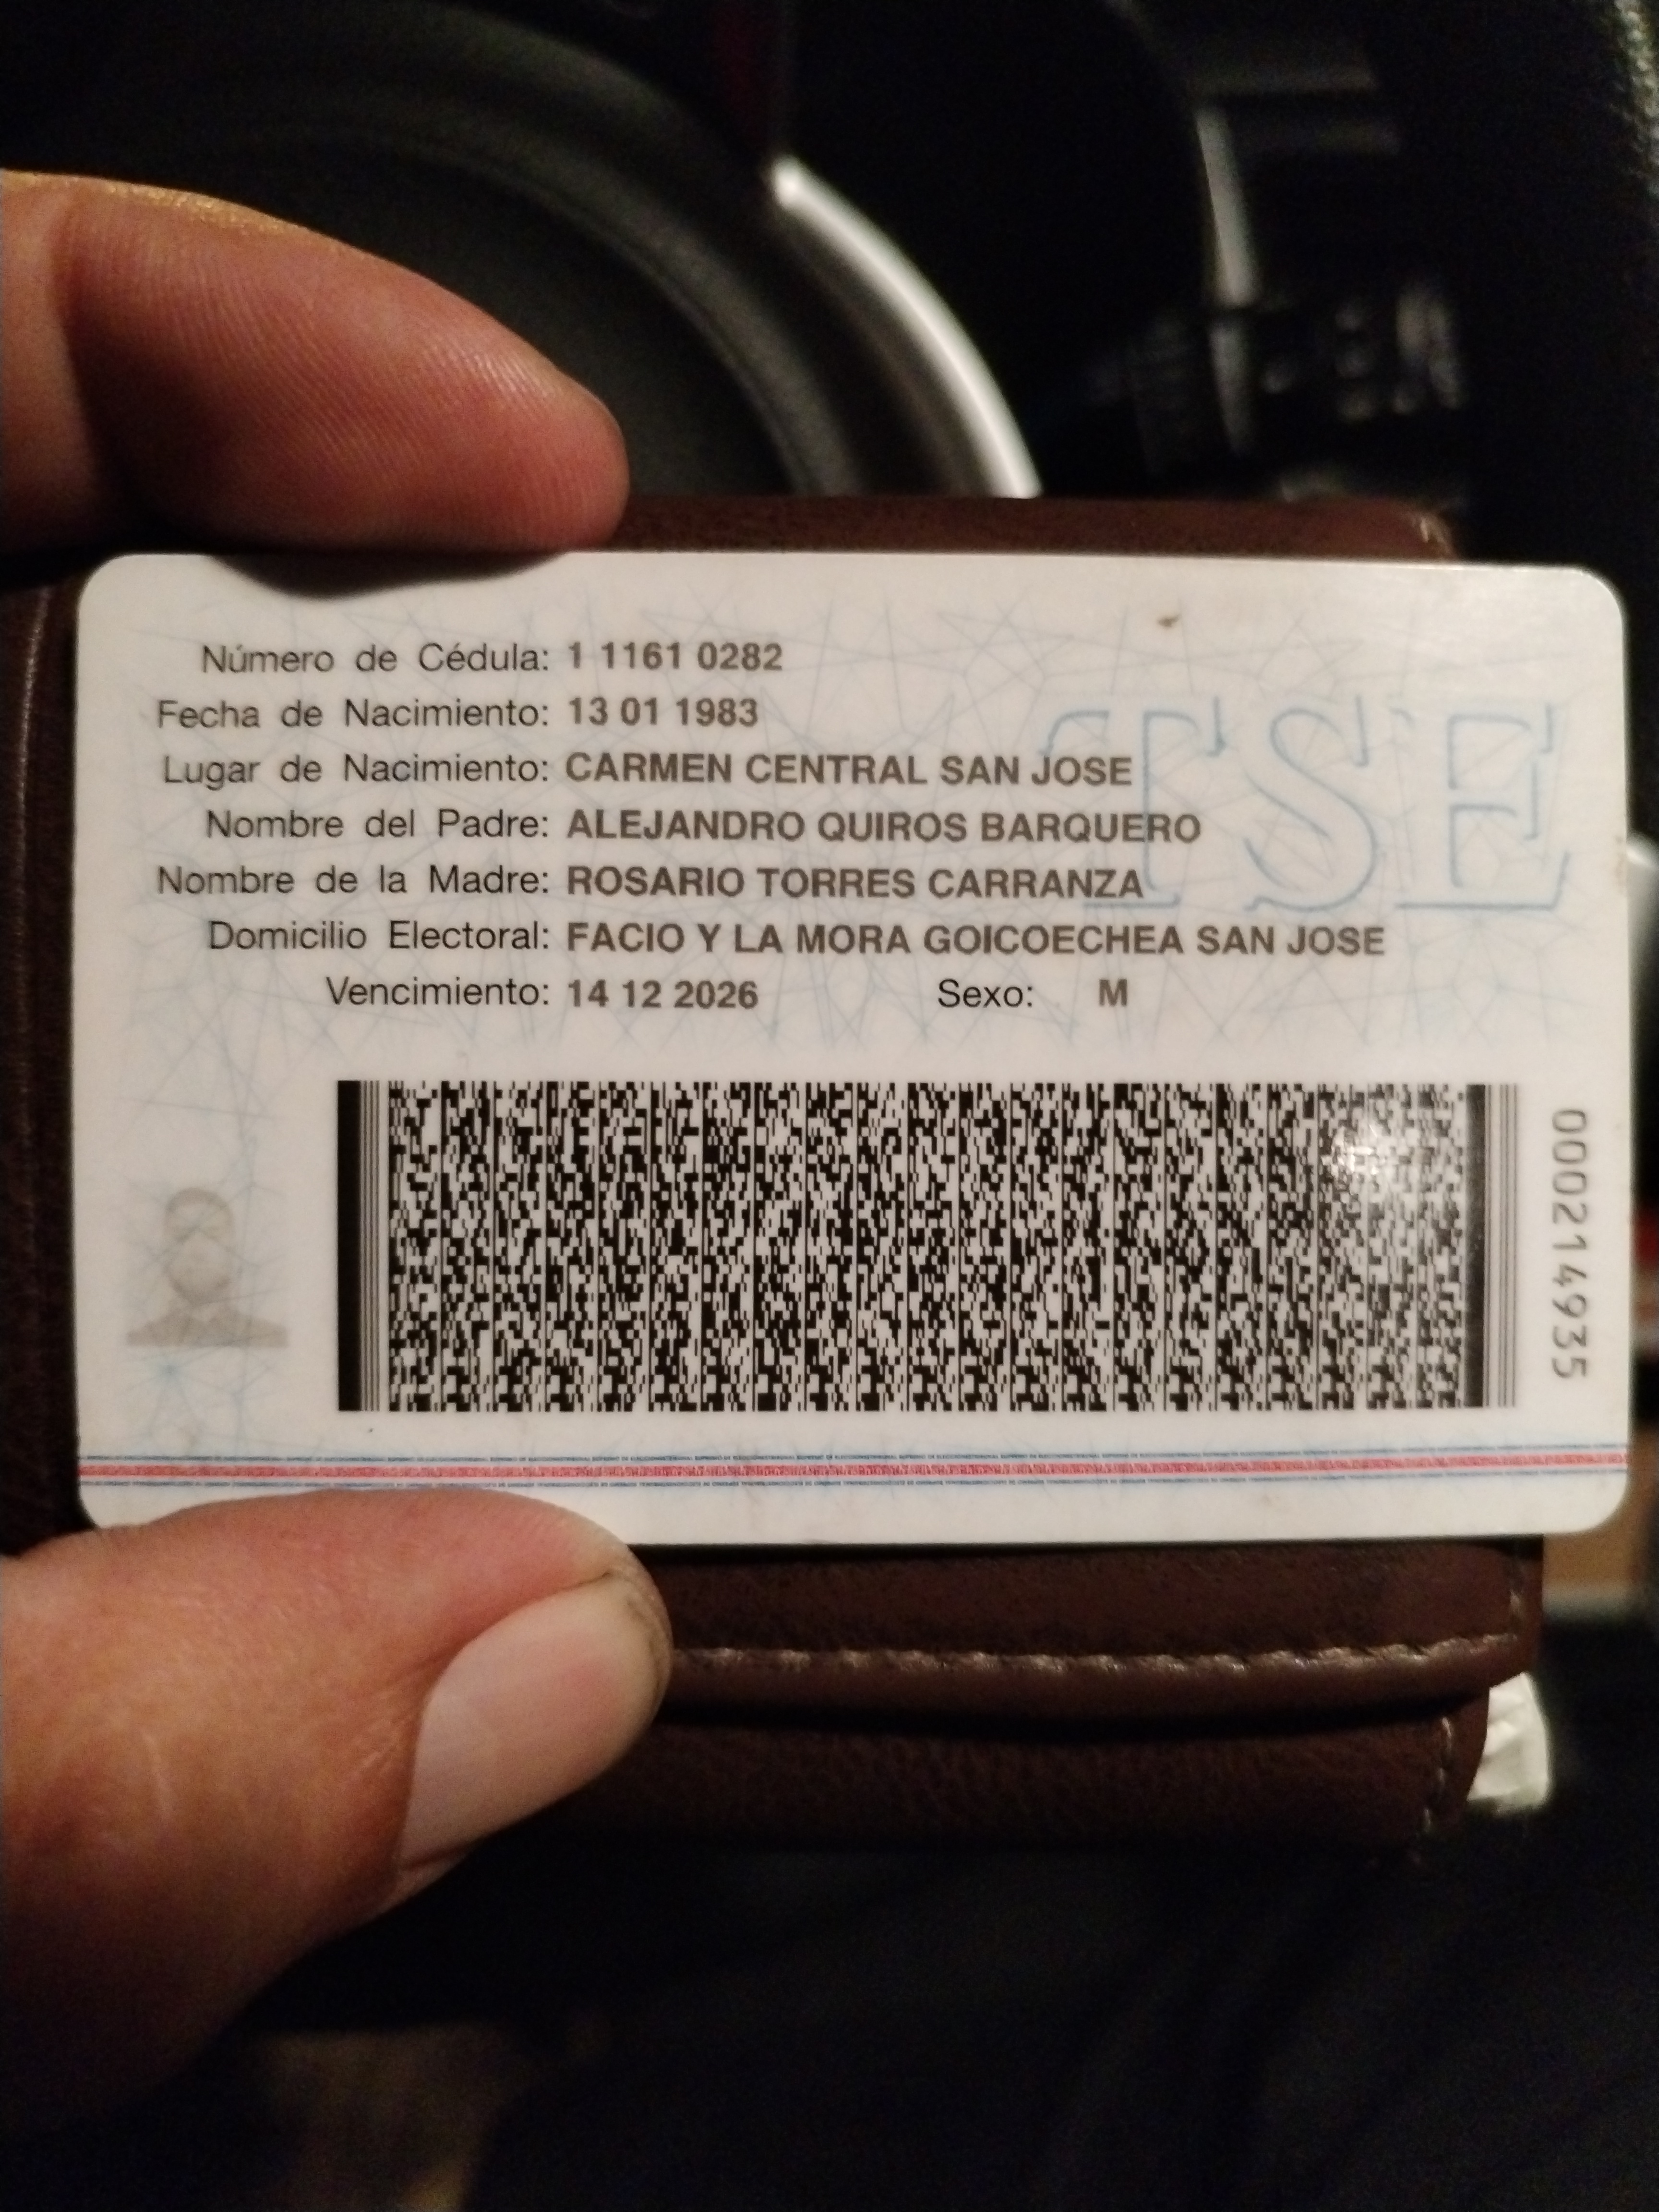 Número de Cédula: 1 1161 0282
Fecha de Nacimiento: 13 01 1983
Lugar de Nacimiento: CARMEN CENTRAL SAN JOSE
Nombre del Padre: ALEJANDRO QUIROS BARQUERO
Nombre de la Madre: ROSARIO TORRES CARRANZA
Domicilio Electoral: FACIO Y LA MORA GOICOECHEA SAN JOSE
Vencimiento: 14 12 2026 Sexo: M
TSE
000214935